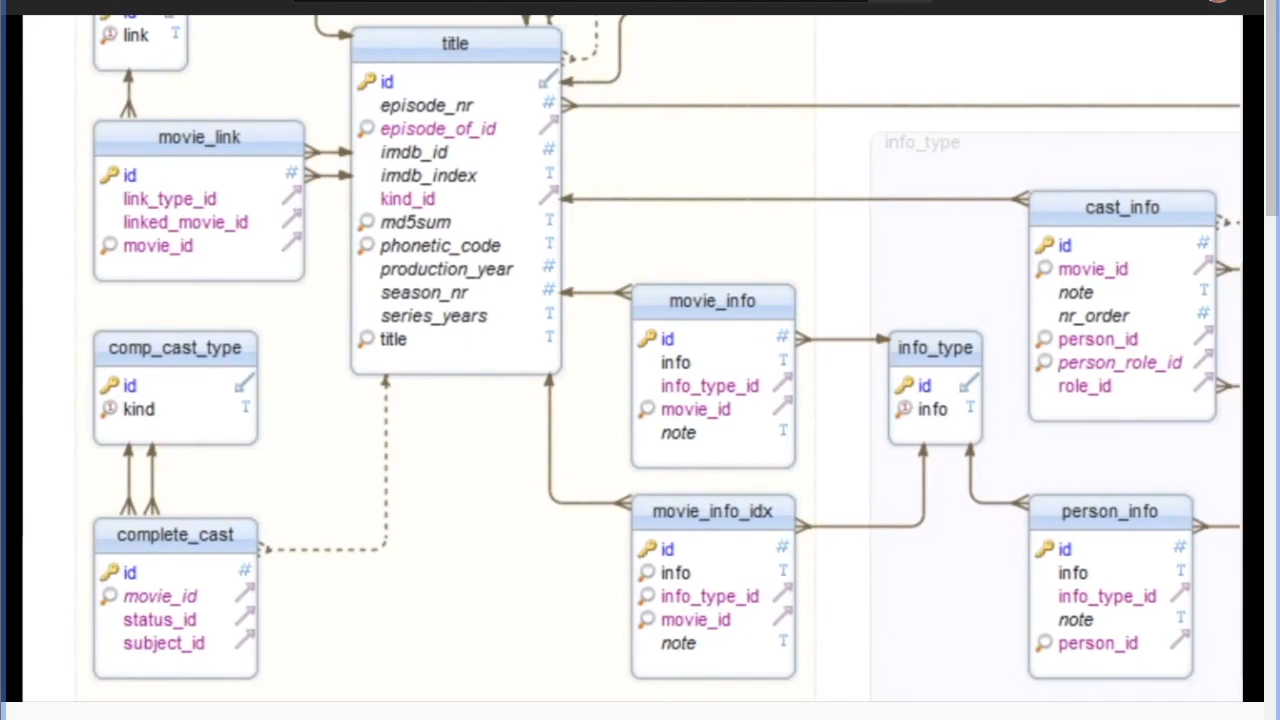 link T
title
id
episode_nr #
episode_of_id
imdb_id #
imdb_index T
kind_id
md5sum T
phonetic_code T
production_year #
season_nr #
series_years T
title T
movie_link
id #
link_type_id
linked_movie_id
movie_id
comp_cast_type
id
kind T
complete_cast
id #
movie_id
status_id
subject_id
movie_info
id #
info T
info_type_id
movie_id
note T
movie_info_idx
id #
info T
info_type_id
movie_id
note T
info_type
info_type
id
info T
cast_info
id #
movie_id
note T
nr_order #
person_id
person_role_id
role_id
person_info
id #
info T
info_type_id
note T
person_id